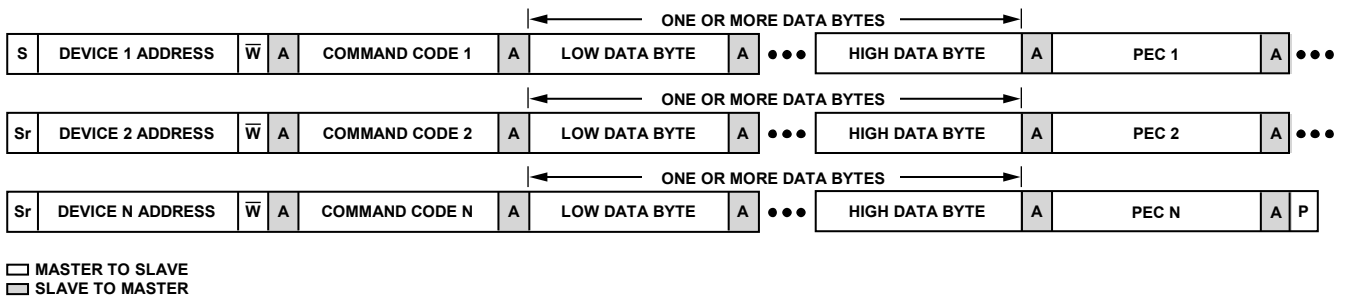 ONE OR MORE DATA BYTES
S DEVICE 1 ADDRESS W̅ A COMMAND CODE 1 A LOW DATA BYTE A ••• HIGH DATA BYTE A PEC 1 A •••
ONE OR MORE DATA BYTES
Sr DEVICE 2 ADDRESS W̅ A COMMAND CODE 2 A LOW DATA BYTE A ••• HIGH DATA BYTE A PEC 2 A •••
ONE OR MORE DATA BYTES
Sr DEVICE N ADDRESS W̅ A COMMAND CODE N A LOW DATA BYTE A ••• HIGH DATA BYTE A PEC N A P
MASTER TO SLAVE
SLAVE TO MASTER